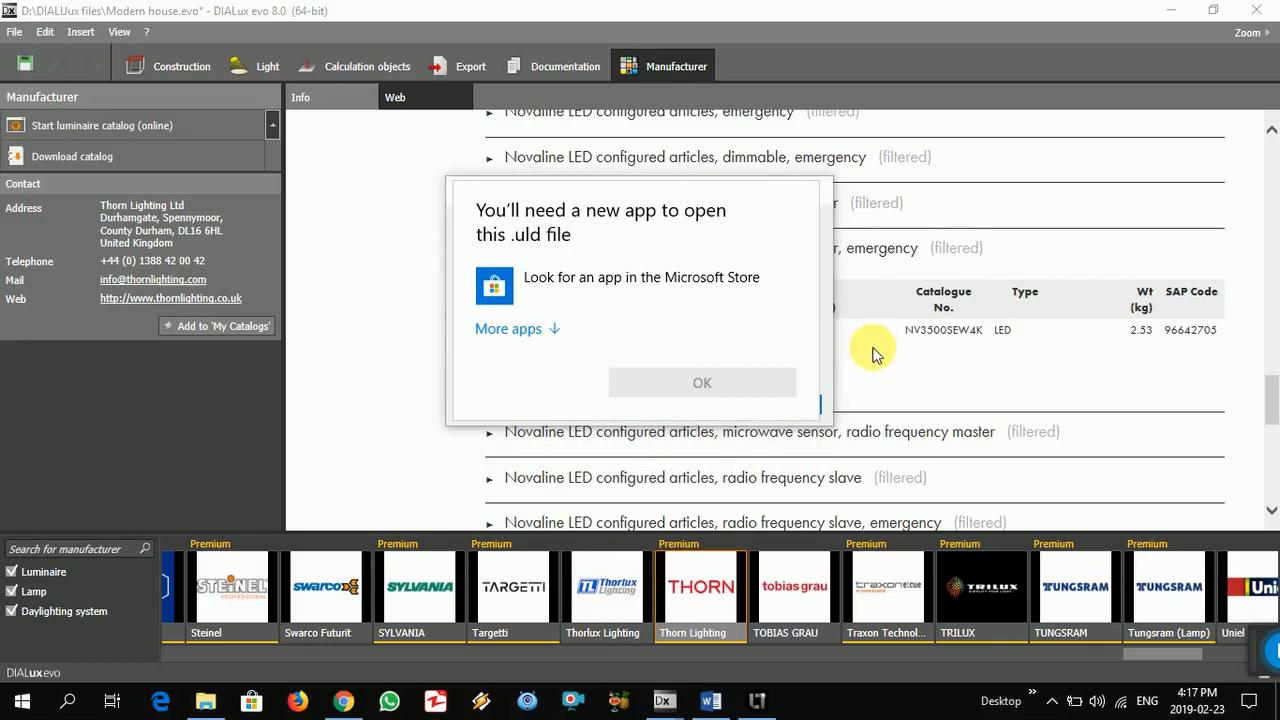 D:\DIALux files\Modern house.evo* - DIALux evo 8.0 (64-bit)
File Edit Insert View ?
Zoom
Construction Light Calculation objects Export Documentation Manufacturer
Manufacturer
Info Web
Start luminaire catalog (online)
Download catalog
Contact
Address Thorn Lighting Ltd
Durhamgate, Spennymoor,
County Durham, DL16 6HL
United Kingdom
Telephone +44 (0) 1388 42 00 42
Mail info@thornlighting.com
Web http://www.thornlighting.co.uk
Add to 'My Catalogs'
Novaline LED configured articles, emergency (filtered)
Novaline LED configured articles, dimmable, emergency (filtered)
r (filtered)
r, emergency (filtered)
You'll need a new app to open
this .uld file
Look for an app in the Microsoft Store
More apps
OK
) Catalogue
No. Type Wt
(kg) SAP Code
NV3500SEW4K LED 2.53 96642705
Novaline LED configured articles, microwave sensor, radio frequency master (filtered)
Novaline LED configured articles, radio frequency slave (filtered)
Novaline LED configured articles, radio frequency slave, emergency (filtered)
Search for manufacturer
Luminaire
Lamp
Daylighting system
Premium Premium Premium Premium Premium Premium Premium Premium
STEINEL
PROFESSIONAL
swarco
SYLVANIA
TARGETTI
Thorlux
Lighting
THORN
tobias grau
traxon e:cue
TRILUX
SIMPLIFY YOUR LIGHT.
TUNGSRAM
TUNGSRAM
Uni
Steinel Swarco Futurit SYLVANIA Targetti Thorlux Lighting Thorn Lighting TOBIAS GRAU Traxon Technol... TRILUX TUNGSRAM Tungsram (Lamp) Uniel
DIALux evo
Desktop
ENG
4:17 PM
2019-02-23